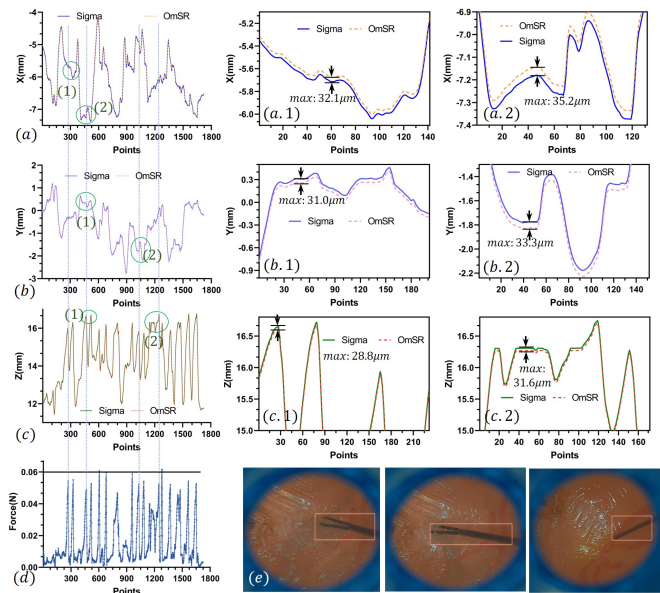 Sigma OmSR
X(mm)
-4
-5
-6
-7
(1)
(2)
300 600 900 1200 1500 1800
(a)
Points
OmSR
Sigma
X(mm)
-5.2
-5.4
-5.6
-5.8
-6.0
max: 32.1μm
(a.1)
0 20 40 60 80 100 120 140
Points
OmSR
Sigma
X(mm)
-6.9
-7.0
-7.1
-7.2
-7.3
-7.4
max: 35.2μm
(a.2)
0 20 40 60 80 100 120
Points
Sigma OmSR
Y(mm)
2
1
0
-1
-2
-3
(1)
(2)
300 600 900 1200 1500 1800
(b)
Points
Y(mm)
0.3
0.0
-0.3
-0.6
-0.9
max: 31.0μm
Sigma OmSR
(b.1)
0 20 40 60 80 100 120 140 160 180 200
Points
Sigma OmSR
Y(mm)
-1.4
-1.6
-1.8
-2.0
-2.2
max: 33.3μm
(b.2)
0 20 40 60 80 100 120 140
Points
(1)
(2)
Z(mm)
16
14
12
Sigma OmSR
300 600 900 1200 1500 1800
(c)
Points
Z(mm)
16.5
16.0
15.5
15.0
max: 28.8μm
Sigma OmSR
(c.1)
0 30 60 90 120 150 180 210
Points
Z(mm)
16.5
16.0
15.5
15.0
max:
31.6μm
Sigma
OmSR
(c.2)
0 20 40 60 80 100 120 140 160
Points
Force(N)
0.06
0.04
0.02
0.00
300 600 900 1200 1500 1800
(d)
Points
(e)